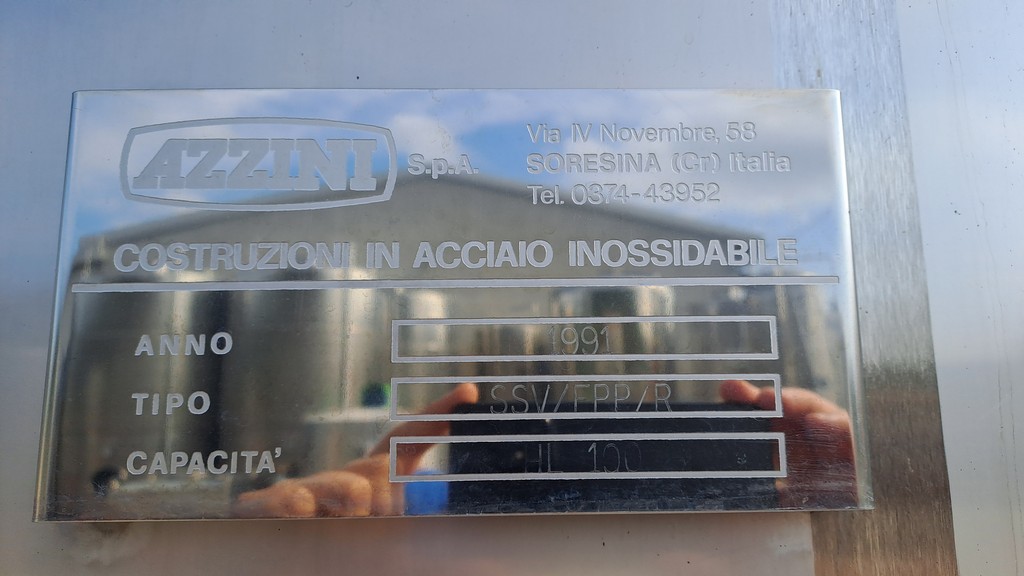 AZZINI S.p.A.
Via IV Novembre, 58
SORESINA (Cr) Italia
Tel. 0374-43952
COSTRUZIONI IN ACCIAIO INOSSIDABILE
ANNO 1991
TIPO SSV/FPP/R
CAPACITA' HL 100